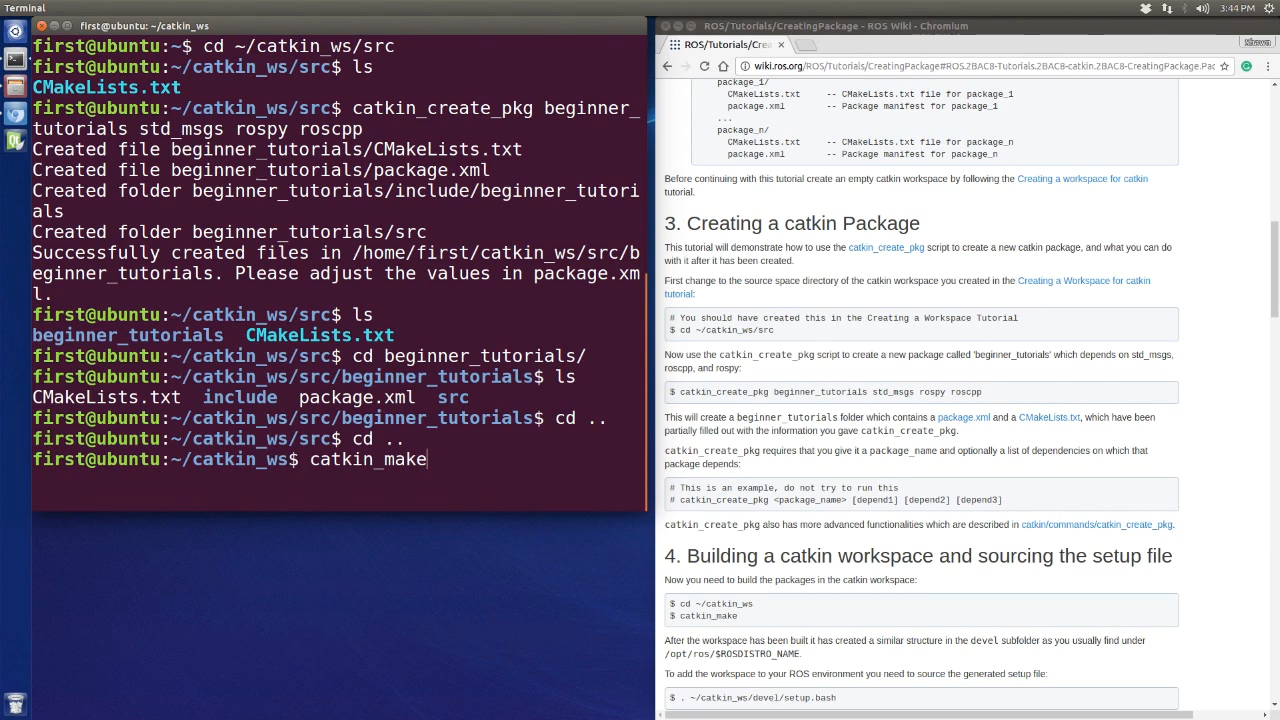 Terminal
3:44 PM
first@ubuntu: ~/catkin_ws
first@ubuntu:~$ cd ~/catkin_ws/src
first@ubuntu:~/catkin_ws/src$ ls
CMakeLists.txt
first@ubuntu:~/catkin_ws/src$ catkin_create_pkg beginner_
tutorials std_msgs rospy roscpp
Created file beginner_tutorials/CMakeLists.txt
Created file beginner_tutorials/package.xml
Created folder beginner_tutorials/include/beginner_tutori
als
Created folder beginner_tutorials/src
Successfully created files in /home/first/catkin_ws/src/b
eginner_tutorials. Please adjust the values in package.xm
l.
first@ubuntu:~/catkin_ws/src$ ls
beginner_tutorials  CMakeLists.txt
first@ubuntu:~/catkin_ws/src$ cd beginner_tutorials/
first@ubuntu:~/catkin_ws/src/beginner_tutorials$ ls
CMakeLists.txt  include  package.xml  src
first@ubuntu:~/catkin_ws/src/beginner_tutorials$ cd ..
first@ubuntu:~/catkin_ws/src$ cd ..
first@ubuntu:~/catkin_ws$ catkin_make
ROS/Tutorials/CreatingPackage - ROS Wiki - Chromium
ROS/Tutorials/Crea
Shawn
wiki.ros.org/ROS/Tutorials/CreatingPackage#ROS.2BAC8-Tutorials.2BAC8-catkin.2BAC8-CreatingPackage.Pac
package_1/
CMakeLists.txt     -- CMakeLists.txt file for package_1
package.xml        -- Package manifest for package_1
...
package_n/
CMakeLists.txt     -- CMakeLists.txt file for package_n
package.xml        -- Package manifest for package_n
Before continuing with this tutorial create an empty catkin workspace by following the Creating a workspace for catkin
tutorial.
3. Creating a catkin Package
This tutorial will demonstrate how to use the catkin_create_pkg script to create a new catkin package, and what you can do
with it after it has been created.
First change to the source space directory of the catkin workspace you created in the Creating a Workspace for catkin
tutorial:
# You should have created this in the Creating a Workspace Tutorial
$ cd ~/catkin_ws/src
Now use the catkin_create_pkg script to create a new package called 'beginner_tutorials' which depends on std_msgs,
roscpp, and rospy:
$ catkin_create_pkg beginner_tutorials std_msgs rospy roscpp
This will create a beginner_tutorials folder which contains a package.xml and a CMakeLists.txt, which have been
partially filled out with the information you gave catkin_create_pkg.
catkin_create_pkg requires that you give it a package_name and optionally a list of dependencies on which that
package depends:
# This is an example, do not try to run this
# catkin_create_pkg <package_name> [depend1] [depend2] [depend3]
catkin_create_pkg also has more advanced functionalities which are described in catkin/commands/catkin_create_pkg.
4. Building a catkin workspace and sourcing the setup file
Now you need to build the packages in the catkin workspace:
$ cd ~/catkin_ws
$ catkin_make
After the workspace has been built it has created a similar structure in the devel subfolder as you usually find under
/opt/ros/$ROSDISTRO_NAME.
To add the workspace to your ROS environment you need to source the generated setup file:
$ . ~/catkin_ws/devel/setup.bash